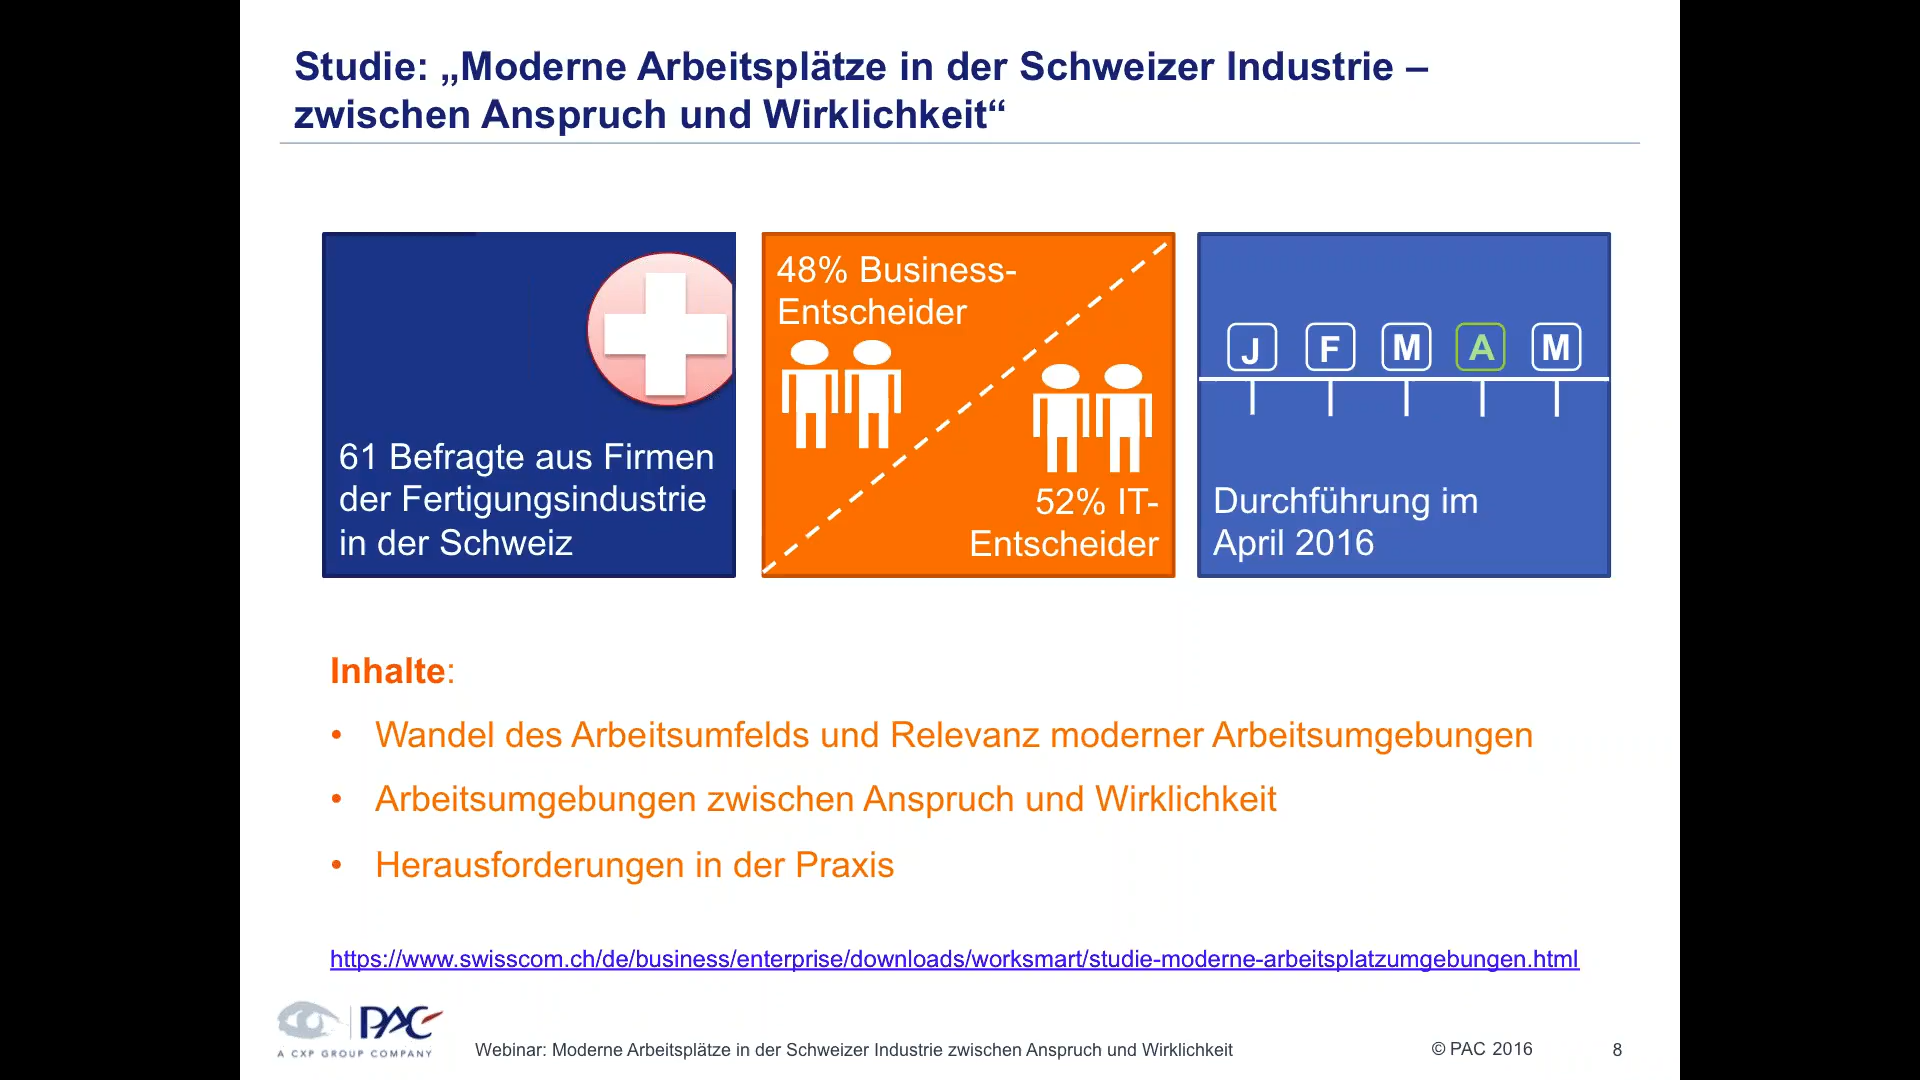 Studie: „Moderne Arbeitsplätze in der Schweizer Industrie –
zwischen Anspruch und Wirklichkeit“
61 Befragte aus Firmen
der Fertigungsindustrie
in der Schweiz
48% Business-
Entscheider
52% IT-
Entscheider
J F M A M
Durchführung im
April 2016
Inhalte:
• Wandel des Arbeitsumfelds und Relevanz moderner Arbeitsumgebungen
• Arbeitsumgebungen zwischen Anspruch und Wirklichkeit
• Herausforderungen in der Praxis
https://www.swisscom.ch/de/business/enterprise/downloads/worksmart/studie-moderne-arbeitsplatzumgebungen.html
PAC
A CXP GROUP COMPANY
Webinar: Moderne Arbeitsplätze in der Schweizer Industrie zwischen Anspruch und Wirklichkeit
© PAC 2016
8